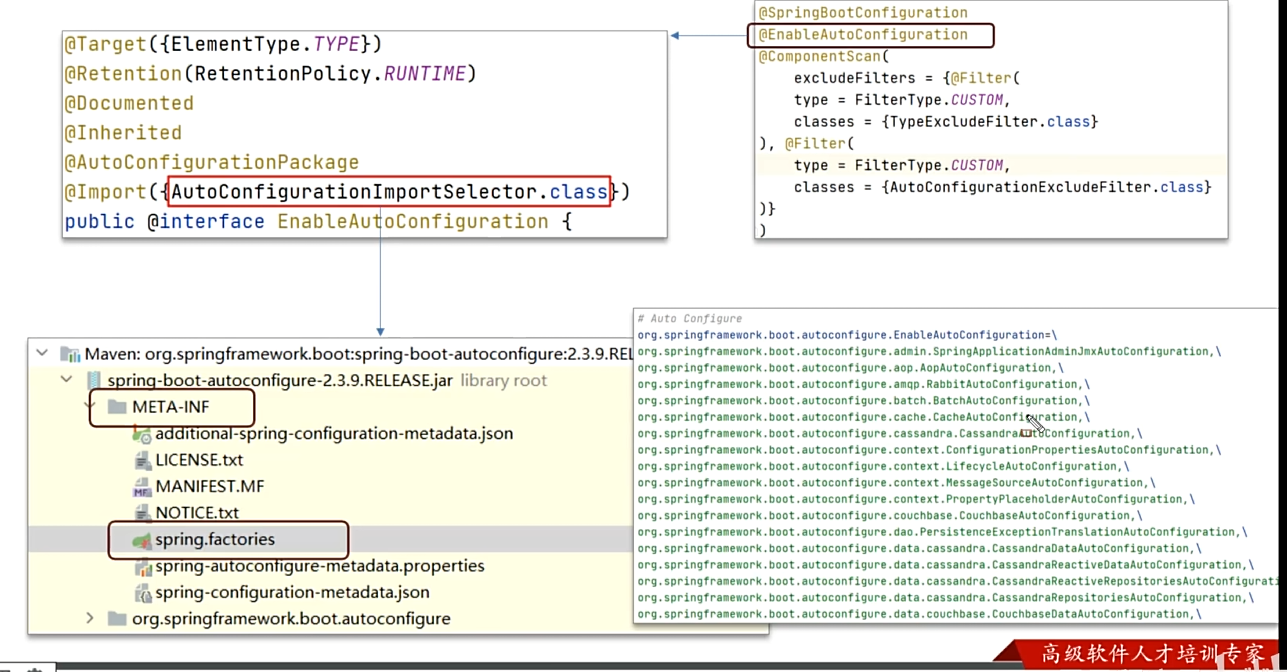 @Target({ElementType.TYPE})
@Retention(RetentionPolicy.RUNTIME)
@Documented
@Inherited
@AutoConfigurationPackage
@Import({AutoConfigurationImportSelector.class})
public @interface EnableAutoConfiguration {
@SpringBootConfiguration
@EnableAutoConfiguration
@ComponentScan(
excludeFilters = {@Filter(
type = FilterType.CUSTOM,
classes = {TypeExcludeFilter.class}
), @Filter(
type = FilterType.CUSTOM,
classes = {AutoConfigurationExcludeFilter.class}
)}
)
Maven: org.springframework.boot:spring-boot-autoconfigure:2.3.9.REL
spring-boot-autoconfigure-2.3.9.RELEASE.jar library root
META-INF
additional-spring-configuration-metadata.json
LICENSE.txt
MANIFEST.MF
NOTICE.txt
spring.factories
spring-autoconfigure-metadata.properties
spring-configuration-metadata.json
org.springframework.boot.autoconfigure
# Auto Configure
org.springframework.boot.autoconfigure.EnableAutoConfiguration=\
org.springframework.boot.autoconfigure.admin.SpringApplicationAdminJmxAutoConfiguration,\
org.springframework.boot.autoconfigure.aop.AopAutoConfiguration,\
org.springframework.boot.autoconfigure.amqp.RabbitAutoConfiguration,\
org.springframework.boot.autoconfigure.batch.BatchAutoConfiguration,\
org.springframework.boot.autoconfigure.cache.CacheAutoConfiguration,\
org.springframework.boot.autoconfigure.cassandra.CassandraAutoConfiguration,\
org.springframework.boot.autoconfigure.context.ConfigurationPropertiesAutoConfiguration,\
org.springframework.boot.autoconfigure.context.LifecycleAutoConfiguration,\
org.springframework.boot.autoconfigure.context.MessageSourceAutoConfiguration,\
org.springframework.boot.autoconfigure.context.PropertyPlaceholderAutoConfiguration,\
org.springframework.boot.autoconfigure.couchbase.CouchbaseAutoConfiguration,\
org.springframework.boot.autoconfigure.dao.PersistenceExceptionTranslationAutoConfiguration,\
org.springframework.boot.autoconfigure.data.cassandra.CassandraDataAutoConfiguration,\
org.springframework.boot.autoconfigure.data.cassandra.CassandraReactiveDataAutoConfiguration,\
org.springframework.boot.autoconfigure.data.cassandra.CassandraReactiveRepositoriesAutoConfigurati
org.springframework.boot.autoconfigure.data.cassandra.CassandraRepositoriesAutoConfiguration,\
org.springframework.boot.autoconfigure.data.couchbase.CouchbaseDataAutoConfiguration,\
高级软件人才培训专家